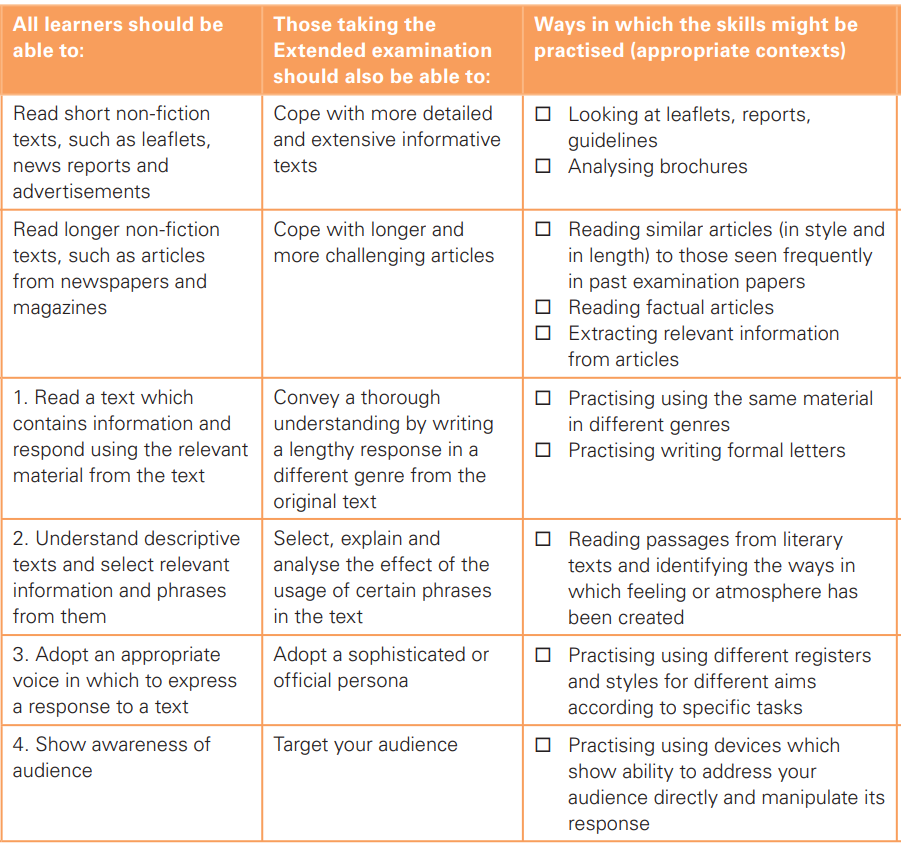 All learners should be
able to:
Those taking the
Extended examination
should also be able to:
Ways in which the skills might be
practised (appropriate contexts)
Read short non-fiction
texts, such as leaflets,
news reports and
advertisements
Cope with more detailed
and extensive informative
texts
☐ Looking at leaflets, reports,
guidelines
☐ Analysing brochures
Read longer non-fiction
texts, such as articles
from newspapers and
magazines
Cope with longer and
more challenging articles
☐ Reading similar articles (in style and
in length) to those seen frequently
in past examination papers
☐ Reading factual articles
☐ Extracting relevant information
from articles
1. Read a text which
contains information and
respond using the relevant
material from the text
Convey a thorough
understanding by writing
a lengthy response in a
different genre from the
original text
☐ Practising using the same material
in different genres
☐ Practising writing formal letters
2. Understand descriptive
texts and select relevant
information and phrases
from them
Select, explain and
analyse the effect of the
usage of certain phrases
in the text
☐ Reading passages from literary
texts and identifying the ways in
which feeling or atmosphere has
been created
3. Adopt an appropriate
voice in which to express
a response to a text
Adopt a sophisticated or
official persona
☐ Practising using different registers
and styles for different aims
according to specific tasks
4. Show awareness of
audience
Target your audience
☐ Practising using devices which
show ability to address your
audience directly and manipulate its
response